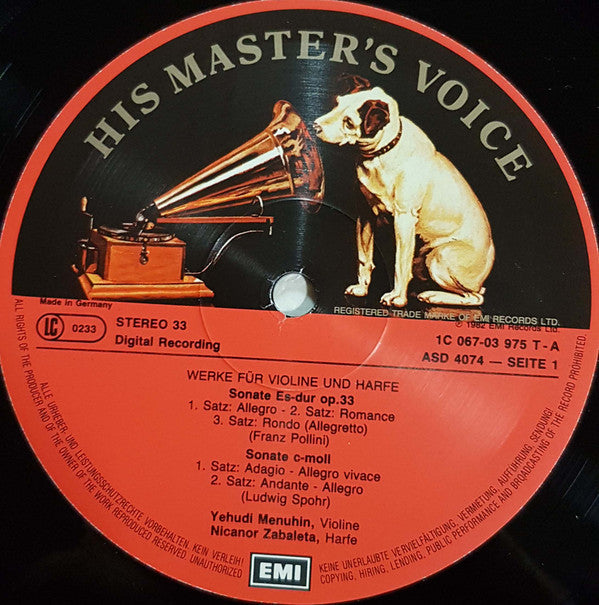 HIS MASTER'S VOICE
Made in Germany
REGISTERED TRADE MARKE OF EMI RECORDS LTD.
℗ 1982 EMI Records Ltd.
LC 0233
STEREO 33
Digital Recording
1C 067-03 975 T-A
ASD 4074 — SEITE 1
WERKE FÜR VIOLINE UND HARFE
Sonate Es-dur op.33
1. Satz: Allegro - 2. Satz: Romance
3. Satz: Rondo (Allegretto)
(Franz Pollini)
Sonate c-moll
1. Satz: Adagio - Allegro vivace
2. Satz: Andante - Allegro
(Ludwig Spohr)
Yehudi Menuhin, Violine
Nicanor Zabaleta, Harfe
EMI
ALLE URHEBER- UND LEISTUNGSSCHUTZRECHTE VORBEHALTEN. KEIN VERLEIH!
KEINE UNERLAUBTE VERVIELFÄLTIGUNG, VERMIETUNG, AUFFÜHRUNG, SENDUNG!
ALL RIGHTS OF THE PRODUCER AND OF THE OWNER OF THE WORK REPRODUCED RESERVED UNAUTHORIZED
COPYING, HIRING, LENDING, PUBLIC PERFORMANCE AND BROADCASTING OF THE RECORD PROHIBITED.